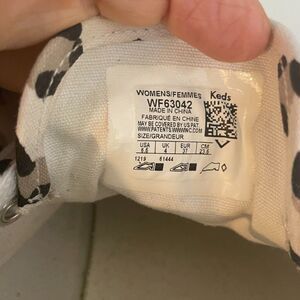 WOMENS/FEMMES Keds
WF63042
MADE IN CHINA
FABRIQUE EN CHINE
MAY BE COVERED BY US PAT.
WWW.PATENTS.WWWINC.COM
SIZE/GRANDEUR
USA UK EUR CM
6.5 4 37 23.5
1219 61444